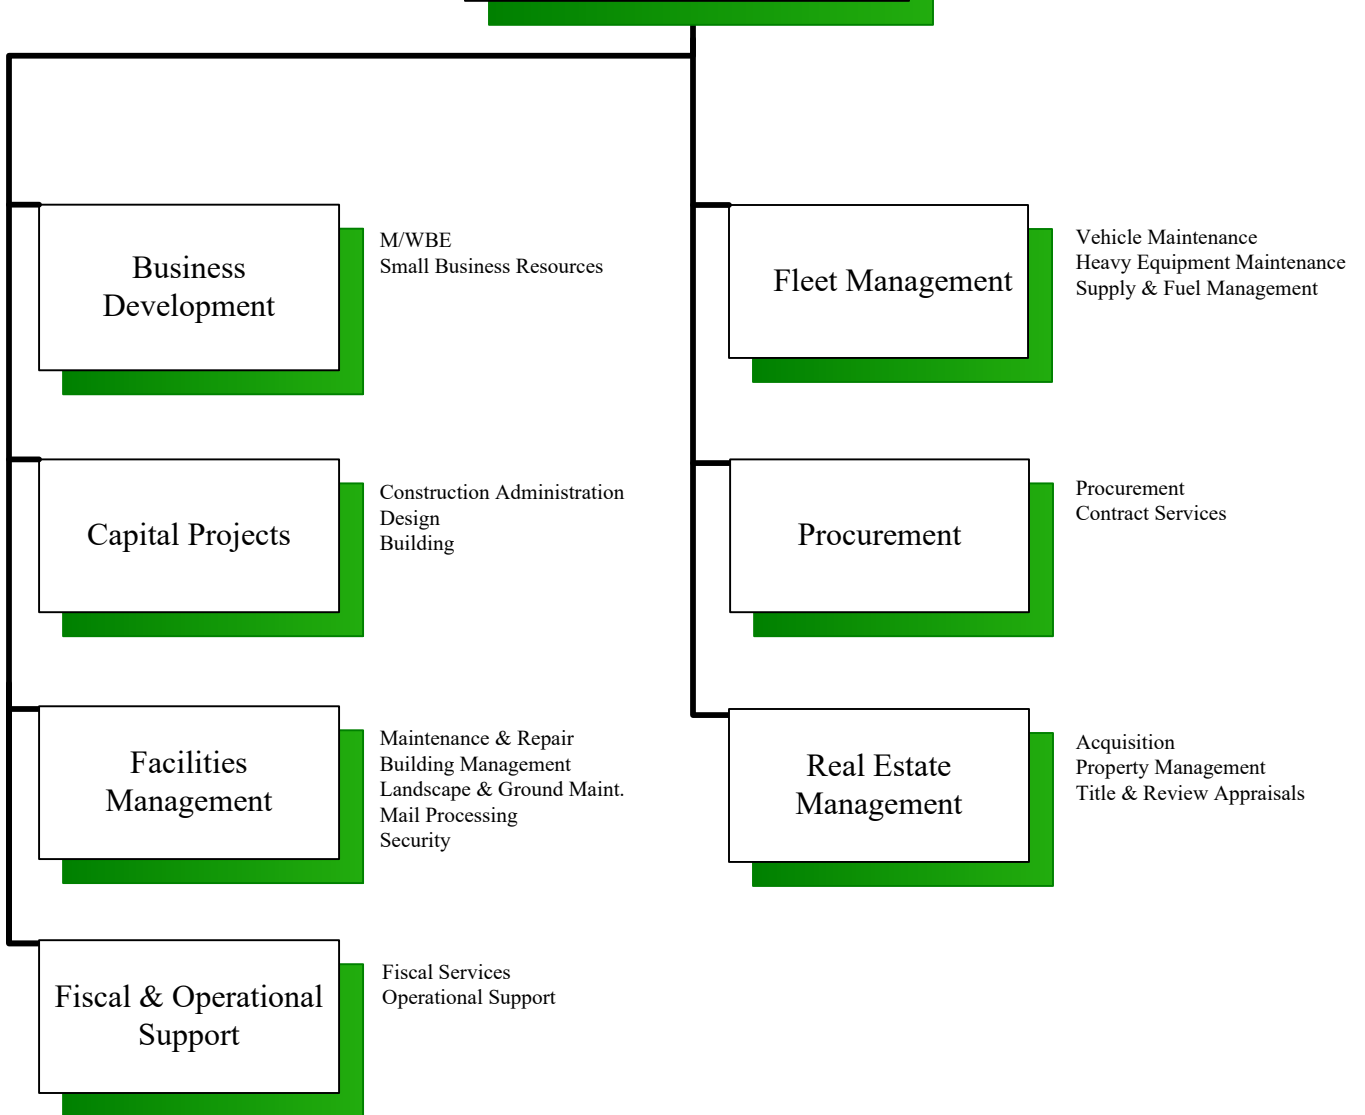 Business
Development
M/WBE
Small Business Resources
Fleet Management
Vehicle Maintenance
Heavy Equipment Maintenance
Supply & Fuel Management
Capital Projects
Construction Administration
Design
Building
Procurement
Procurement
Contract Services
Facilities
Management
Maintenance & Repair
Building Management
Landscape & Ground Maint.
Mail Processing
Security
Real Estate
Management
Acquisition
Property Management
Title & Review Appraisals
Fiscal & Operational
Support
Fiscal Services
Operational Support